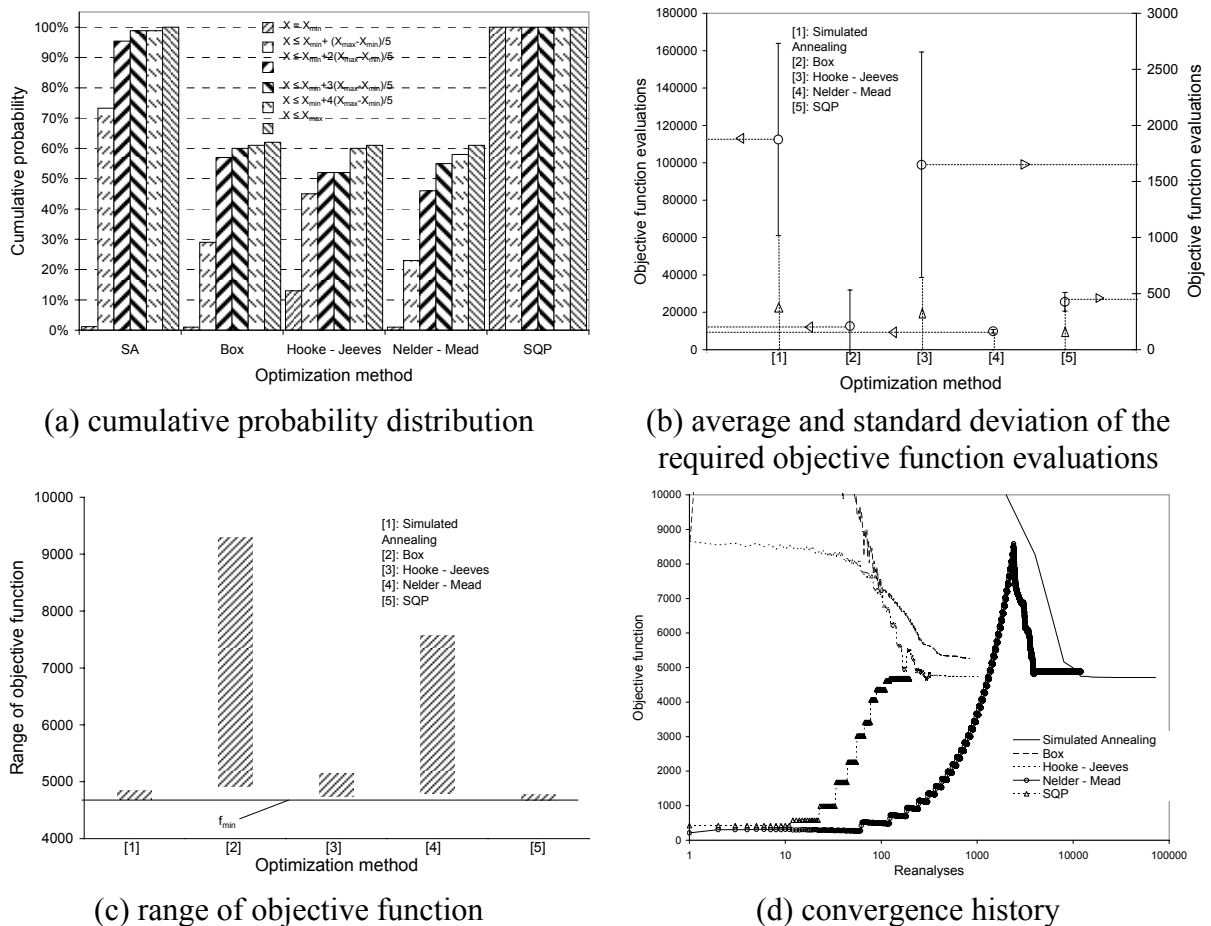 100%
90%
80%
70%
60%
50%
40%
30%
20%
10%
0%
Cumulative probability
X = Xmin
X ≤ Xmin+ (Xmax-Xmin)/5
X ≤ Xmin+2(Xmax-Xmin)/5
X ≤ Xmin+3(Xmax-Xmin)/5
X ≤ Xmin+4(Xmax-Xmin)/5
X ≤ Xmax
SA Box Hooke - Jeeves Nelder - Mead SQP
Optimization method
(a) cumulative probability distribution
180000
160000
140000
120000
100000
80000
60000
40000
20000
0
Objective function evaluations
[1]: Simulated
Annealing
[2]: Box
[3]: Hooke - Jeeves
[4]: Nelder - Mead
[5]: SQP
3000
2500
2000
1500
1000
500
0
Objective function evaluations
[1] [2] [3] [4] [5]
Optimization method
(b) average and standard deviation of the
required objective function evaluations
10000
9000
8000
7000
6000
5000
4000
Range of objective function
[1]: Simulated
Annealing
[2]: Box
[3]: Hooke - Jeeves
[4]: Nelder - Mead
[5]: SQP
fmin
[1] [2] [3] [4] [5]
Optimization method
(c) range of objective function
10000
9000
8000
7000
6000
5000
4000
3000
2000
1000
0
Objective function
Simulated Annealing
Box
Hooke - Jeeves
Nelder - Mead
SQP
1 10 100 1000 10000 100000
Reanalyses
(d) convergence history